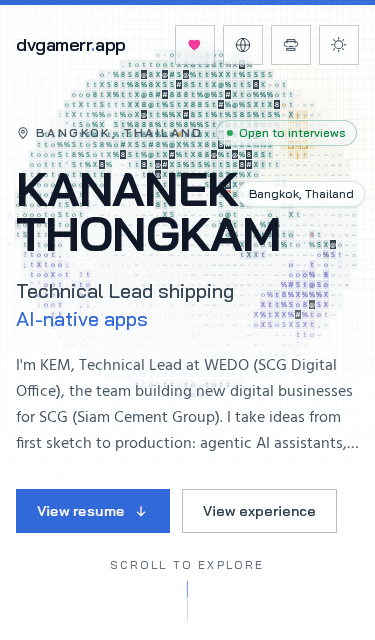 dvgamerr.app
BANGKOK, THAILAND
Open to interviews
KANANEK
Bangkok, Thailand
THONGKAM
Technical Lead shipping
AI-native apps
I'm KEM, Technical Lead at WEDO (SCG Digital
Office), the team building new digital businesses
for SCG (Siam Cement Group). I take ideas from
first sketch to production: agentic AI assistants,...
View resume
View experience
SCROLL TO EXPLORE